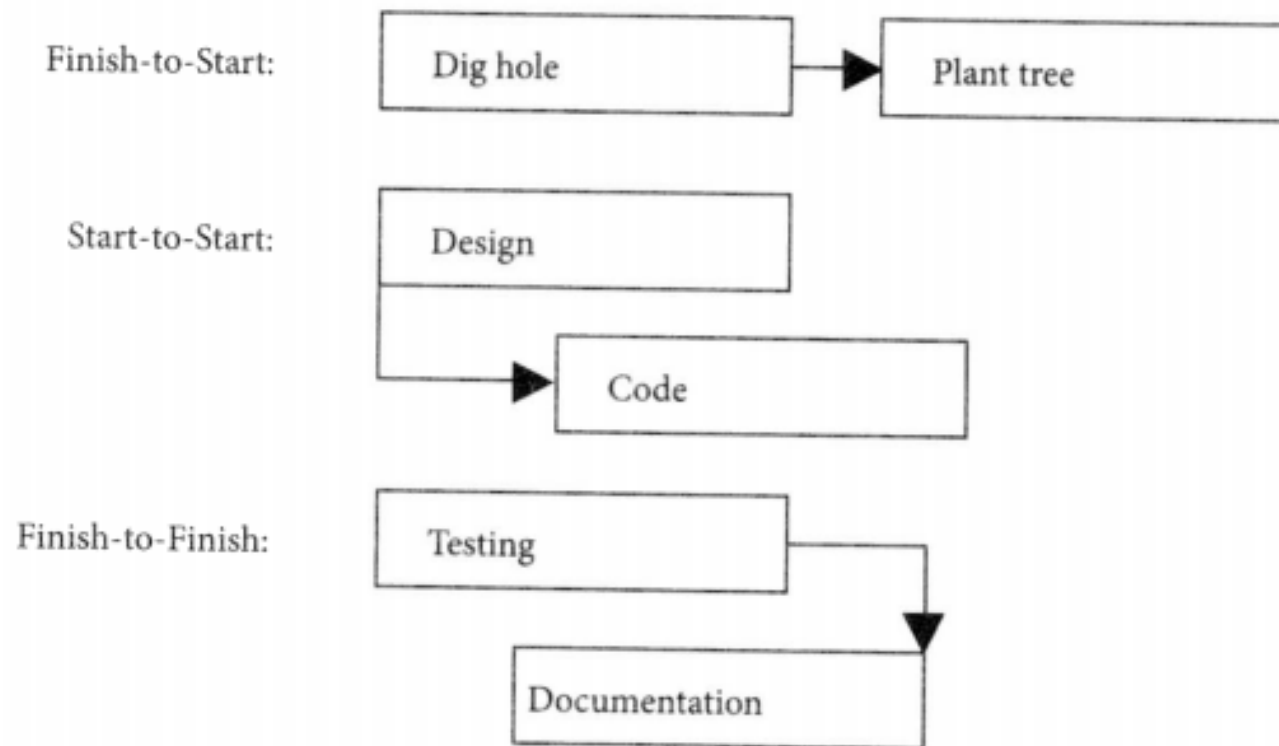 Finish-to-Start: Dig hole Plant tree
Start-to-Start: Design
Code
Finish-to-Finish: Testing
Documentation